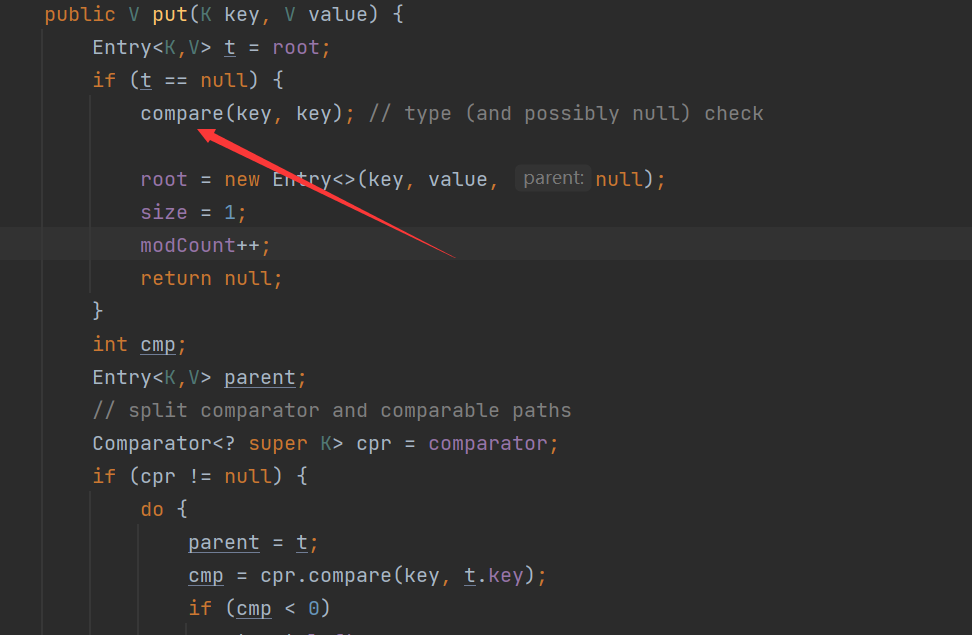 public V put(K key, V value) {
Entry<K,V> t = root;
if (t == null) {
compare(key, key); // type (and possibly null) check
root = new Entry<>(key, value, parent: null);
size = 1;
modCount++;
return null;
}
int cmp;
Entry<K,V> parent;
// split comparator and comparable paths
Comparator<? super K> cpr = comparator;
if (cpr != null) {
do {
parent = t;
cmp = cpr.compare(key, t.key);
if (cmp < 0)